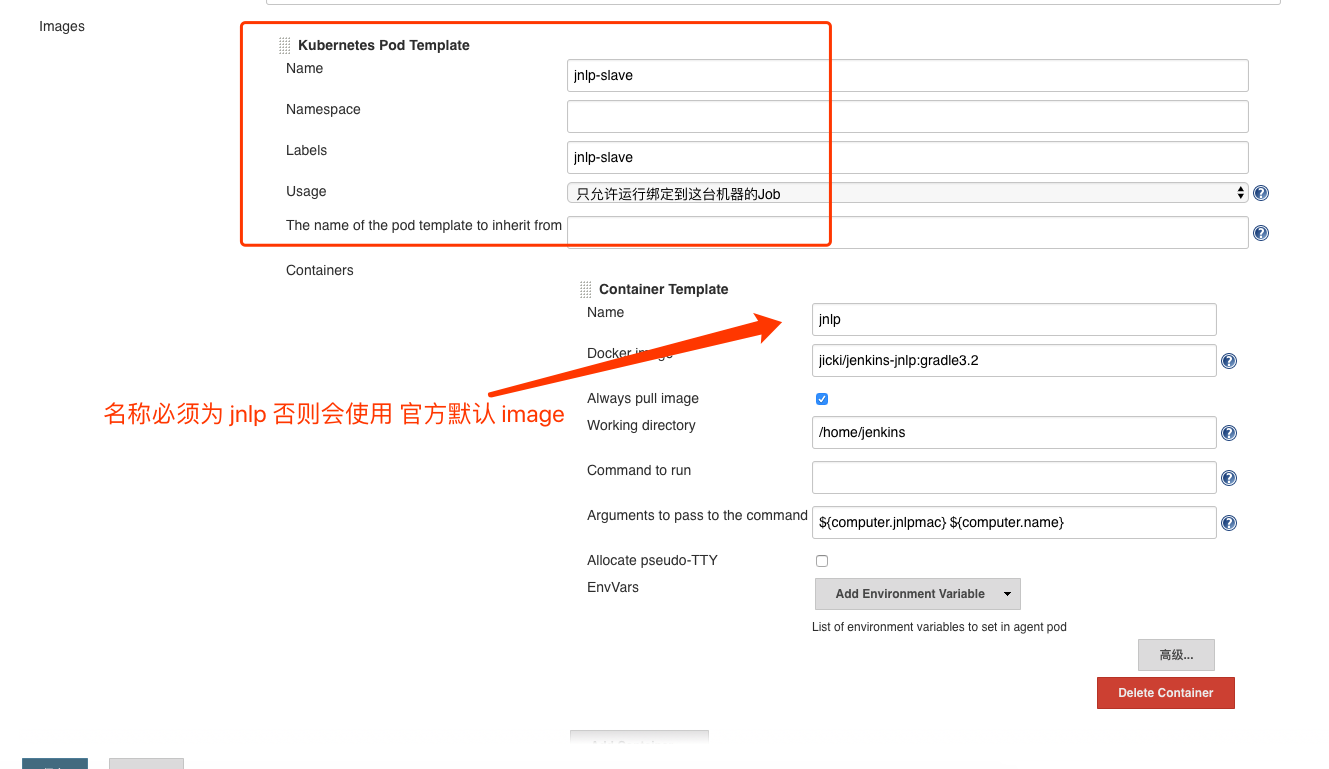 Images
Kubernetes Pod Template
Name
jnlp-slave
Namespace
Labels
jnlp-slave
Usage
只允许运行绑定到这台机器的Job
The name of the pod template to inherit from
Containers
Container Template
Name
jnlp
Docker image
jicki/jenkins-jnlp:gradle3.2
名称必须为 jnlp 否则会使用 官方默认 image
Always pull image
Working directory
/home/jenkins
Command to run
Arguments to pass to the command
${computer.jnlpmac} ${computer.name}
Allocate pseudo-TTY
EnvVars
Add Environment Variable
List of environment variables to set in agent pod
高级...
Delete Container